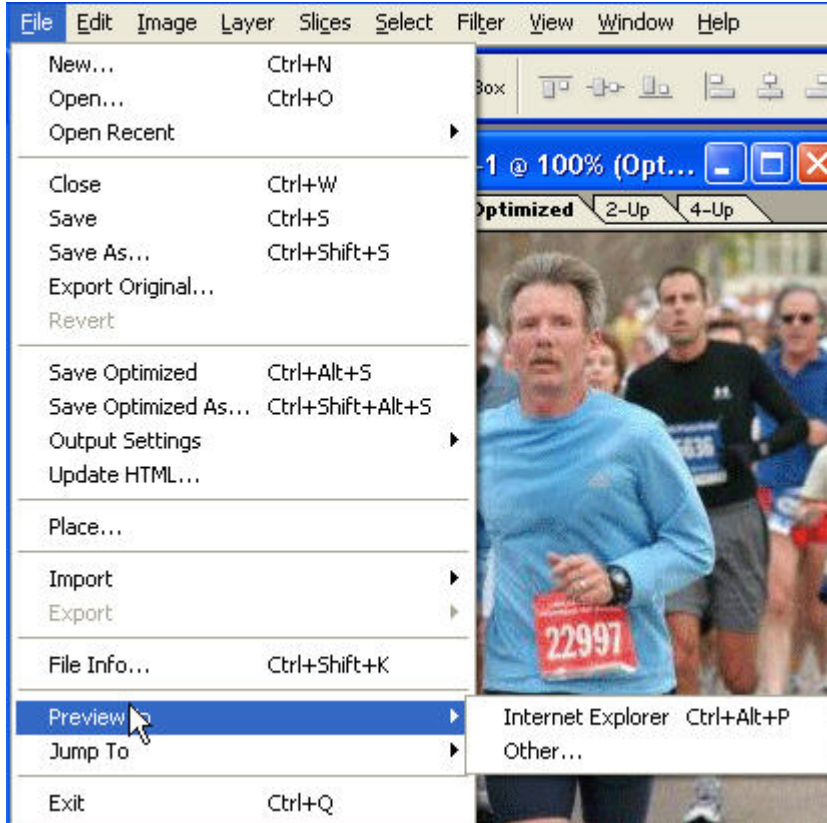 File Edit Image Layer Slices Select Filter View Window Help
New... Ctrl+N
Open... Ctrl+O
Open Recent
Close Ctrl+W
Save Ctrl+S
Save As... Ctrl+Shift+S
Export Original...
Revert
Save Optimized Ctrl+Alt+S
Save Optimized As... Ctrl+Shift+Alt+S
Output Settings
Update HTML...
Place...
Import
Export
File Info... Ctrl+Shift+K
Preview
Jump To
Exit Ctrl+Q
Internet Explorer Ctrl+Alt+P
Other...
Box
-1 @ 100% (Opt...
Optimized 2-Up 4-Up
22997